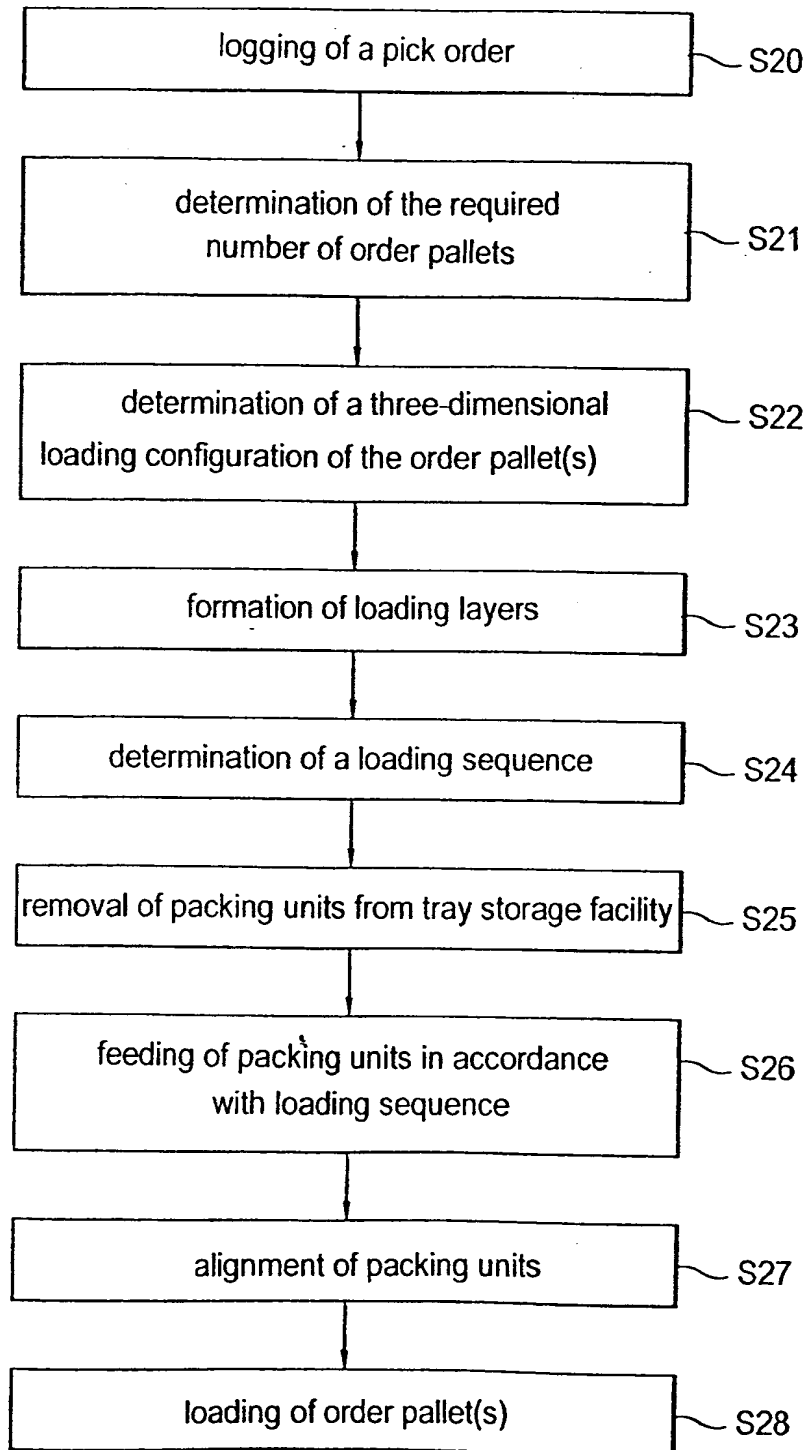 logging of a pick order
S20
determination of the required
number of order pallets
S21
determination of a three-dimensional
loading configuration of the order pallet(s)
S22
formation of loading layers
S23
determination of a loading sequence
S24
removal of packing units from tray storage facility
S25
feeding of packing units in accordance
with loading sequence
S26
alignment of packing units
S27
loading of order pallet(s)
S28